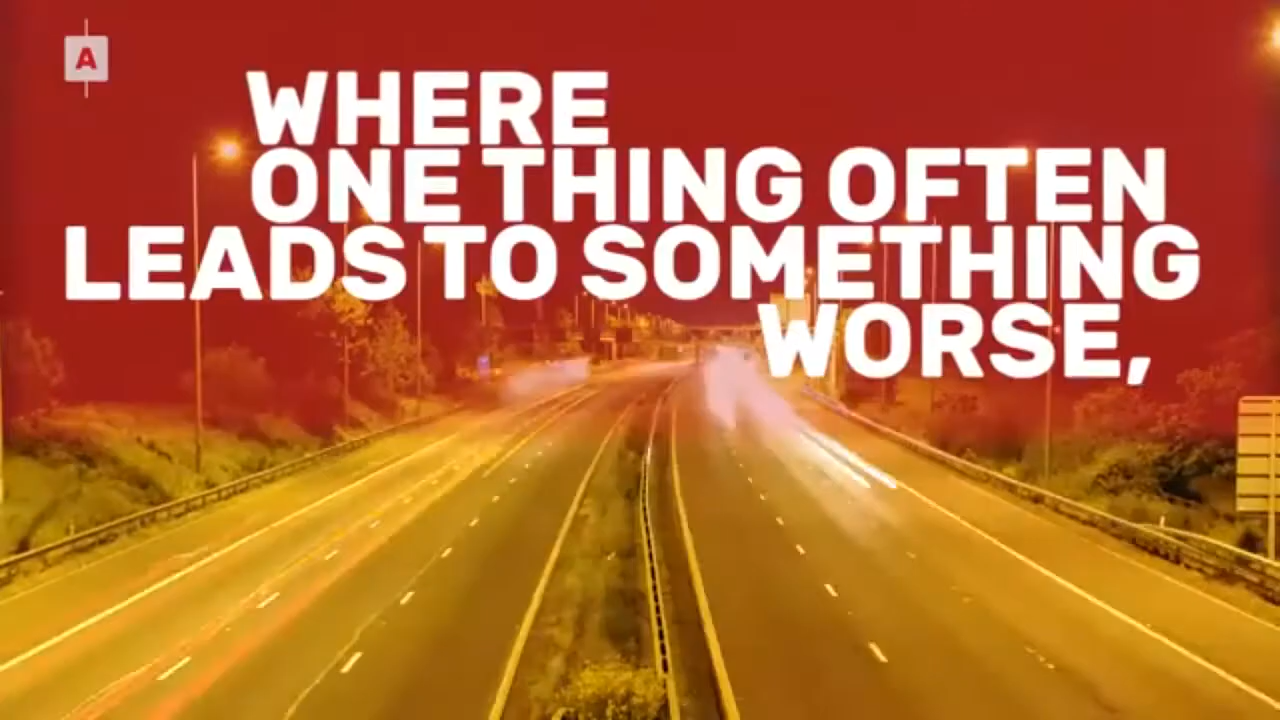 A
WHERE
ONE THING OFTEN
LEADS TO SOMETHING
WORSE,